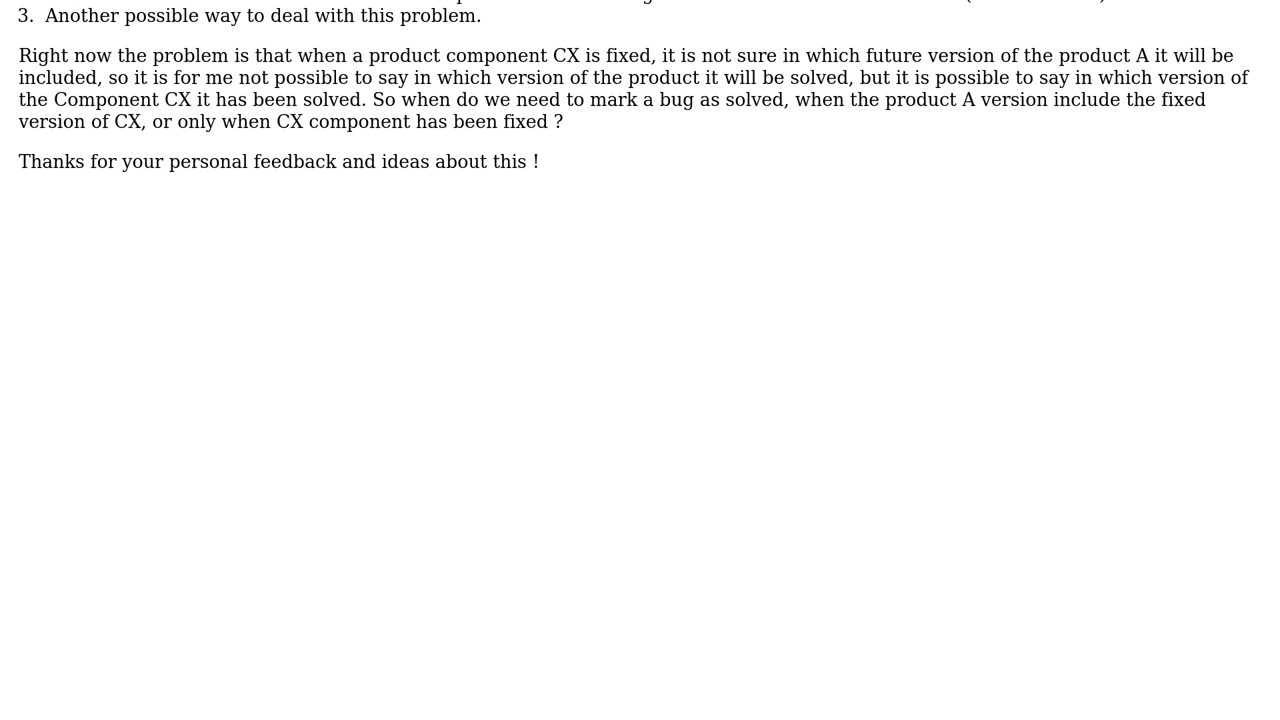 3. Another possible way to deal with this problem.
Right now the problem is that when a product component CX is fixed, it is not sure in which future version of the product A it will be
included, so it is for me not possible to say in which version of the product it will be solved, but it is possible to say in which version of
the Component CX it has been solved. So when do we need to mark a bug as solved, when the product A version include the fixed
version of CX, or only when CX component has been fixed ?
Thanks for your personal feedback and ideas about this !